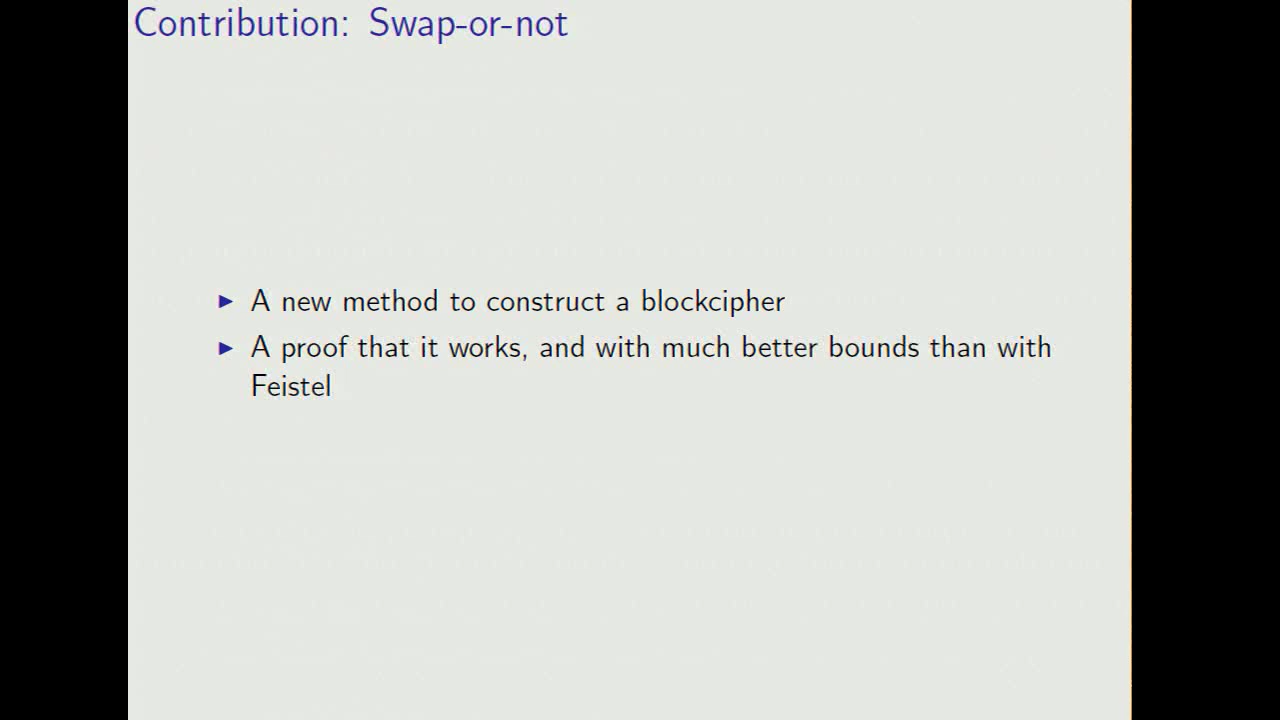 Contribution: Swap-or-not
A new method to construct a blockcipher
A proof that it works, and with much better bounds than with
Feistel